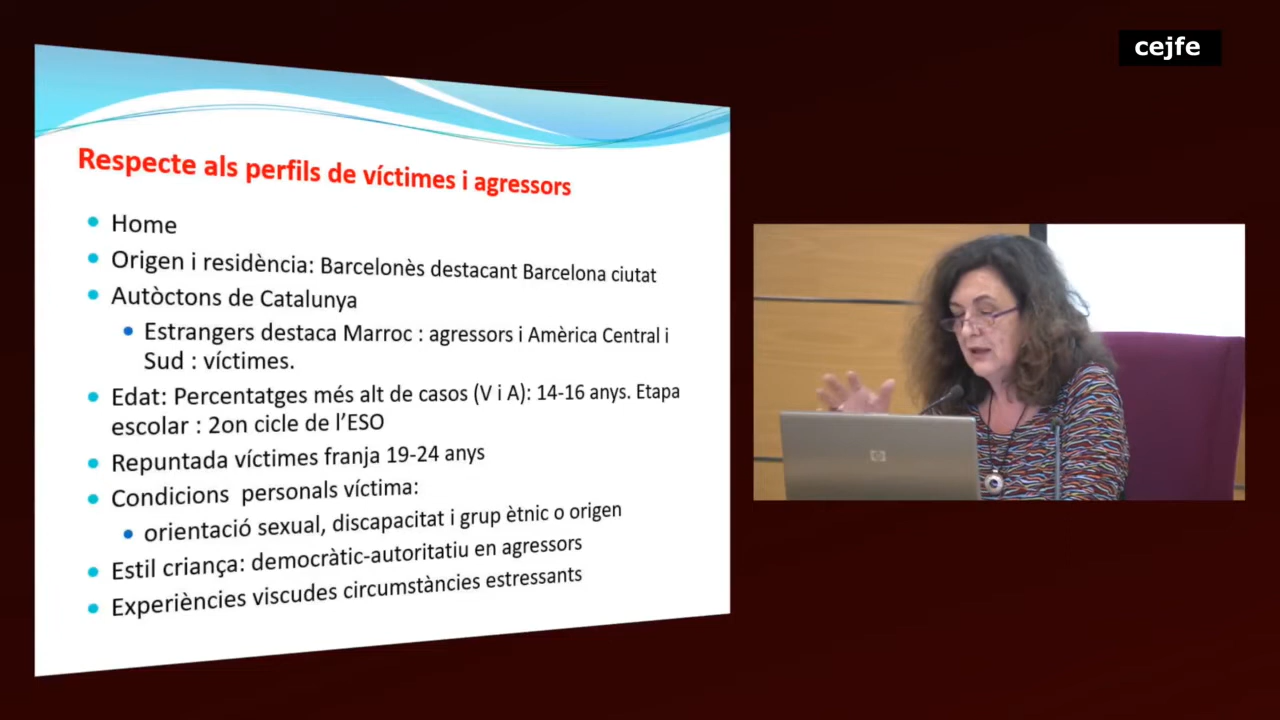 cejfe
Respecte als perfils de víctimes i agressors
Home
Origen i residència: Barcelonès destacant Barcelona ciutat
Autòctons de Catalunya
Estrangers destaca Marroc : agressors i Amèrica Central i
Sud : víctimes.
Edat: Percentatges més alt de casos (V i A): 14-16 anys. Etapa
escolar : 2on cicle de l’ESO
Repuntada víctimes franja 19-24 anys
Condicions personals víctima:
orientació sexual, discapacitat i grup ètnic o origen
Estil criança: democràtic-autoritatiu en agressors
Experiències viscudes circumstàncies estressants
hp